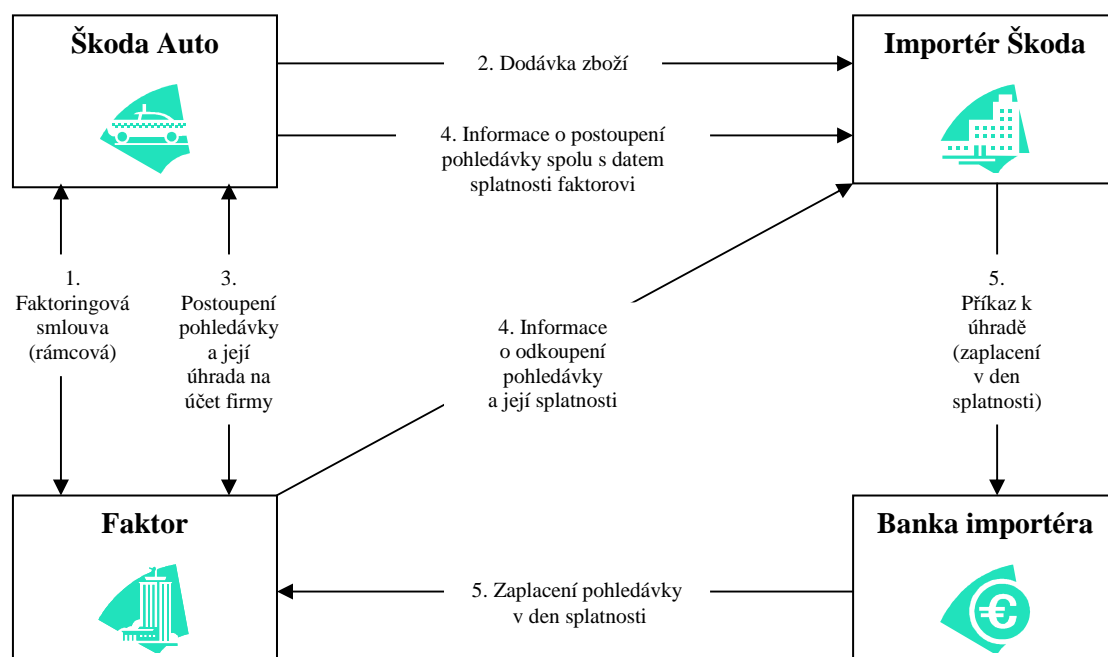 Škoda Auto
Importér Škoda
2. Dodávka zboží
4. Informace o postoupení
pohledávky spolu s datem
splatnosti faktorovi
1.
Faktoringová
smlouva
(rámcová)
3.
Postoupení
pohledávky
a její
úhrada na
účet firmy
4. Informace
o odkoupení
pohledávky
a její splatnosti
5.
Příkaz k
úhradě
(zaplacení
v den
splatnosti)
Faktor
Banka importéra
5. Zaplacení pohledávky
v den splatnosti
€